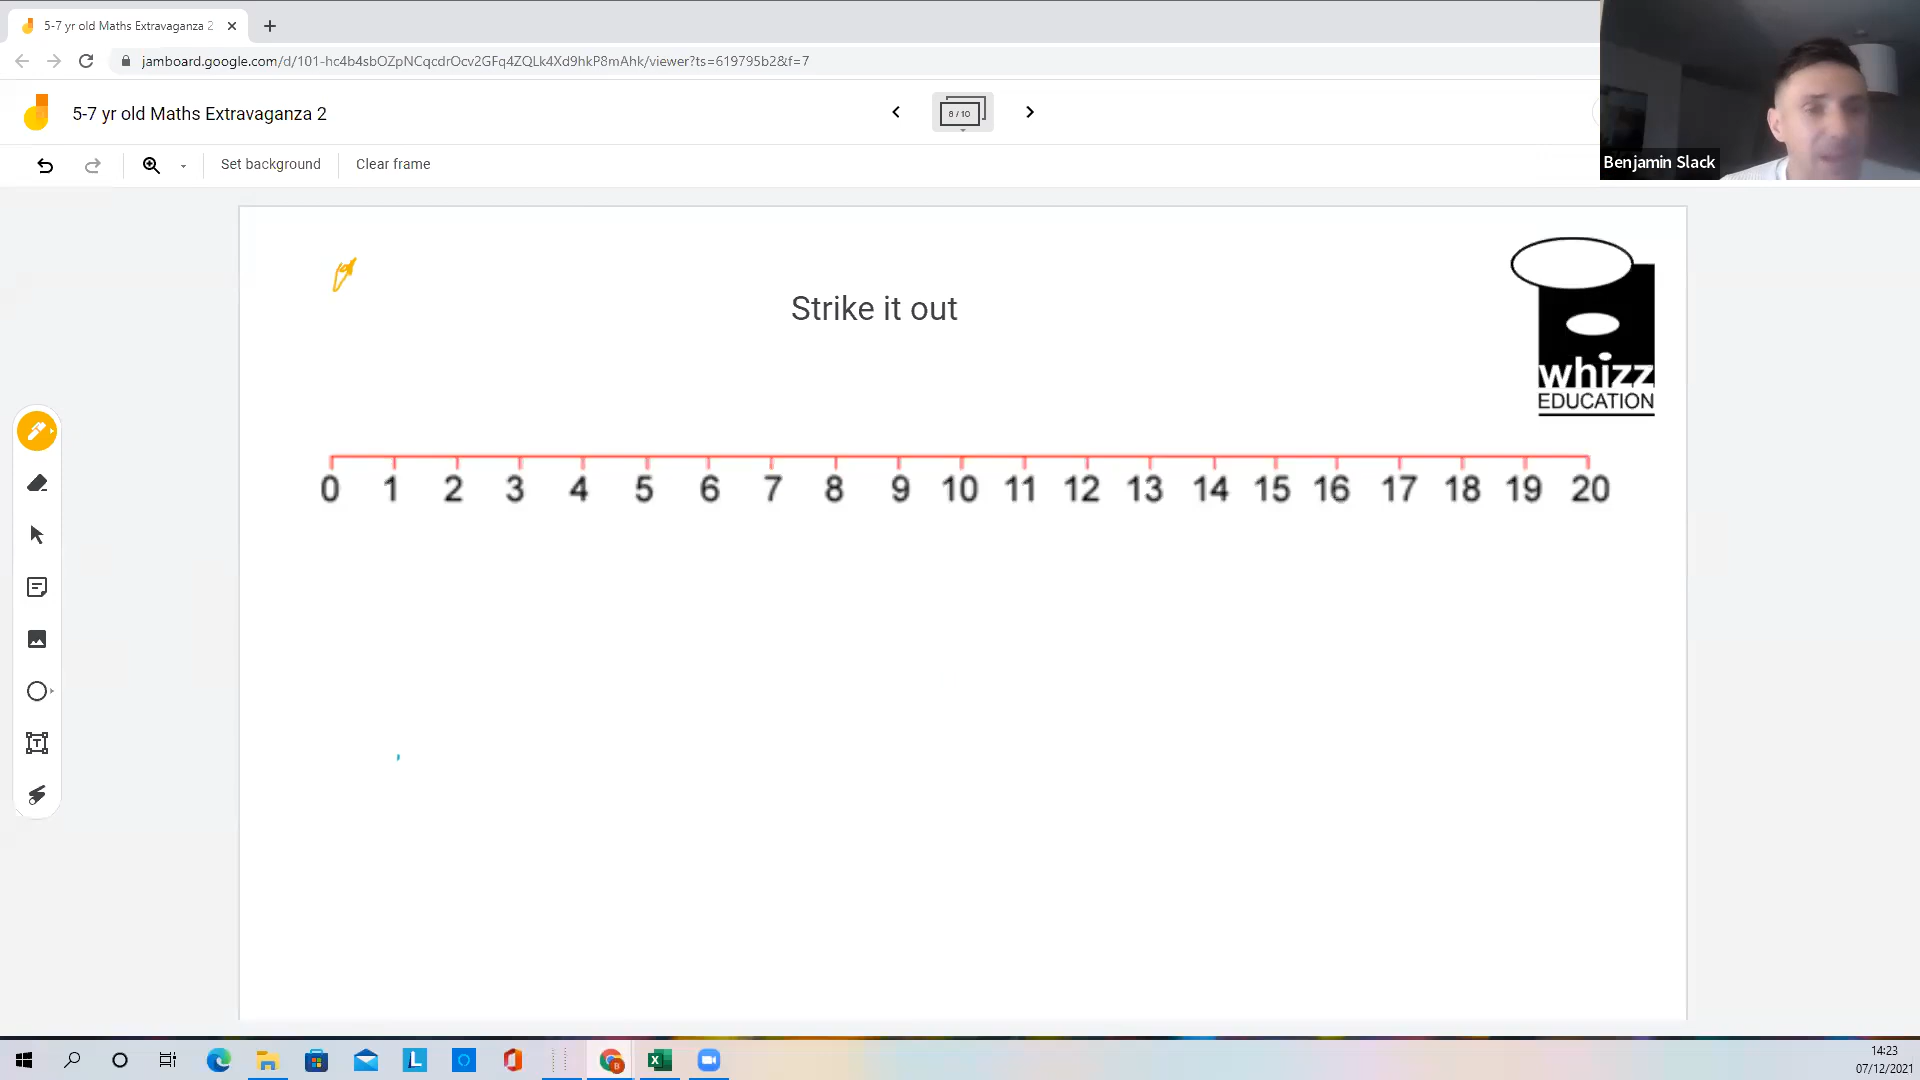 5-7 yr old Maths Extravaganza 2
jamboard.google.com/d/101-hc4b4sbOZpNCqcdrOcv2GFq4ZQLk4Xd9hkP8mAhk/viewer?ts=619795b2&f=7
5-7 yr old Maths Extravaganza 2
8 / 10
Set background
Clear frame
Benjamin Slack
Strike it out
whizz
EDUCATION
0 1 2 3 4 5 6 7 8 9 10 11 12 13 14 15 16 17 18 19 20
14:23
07/12/2021